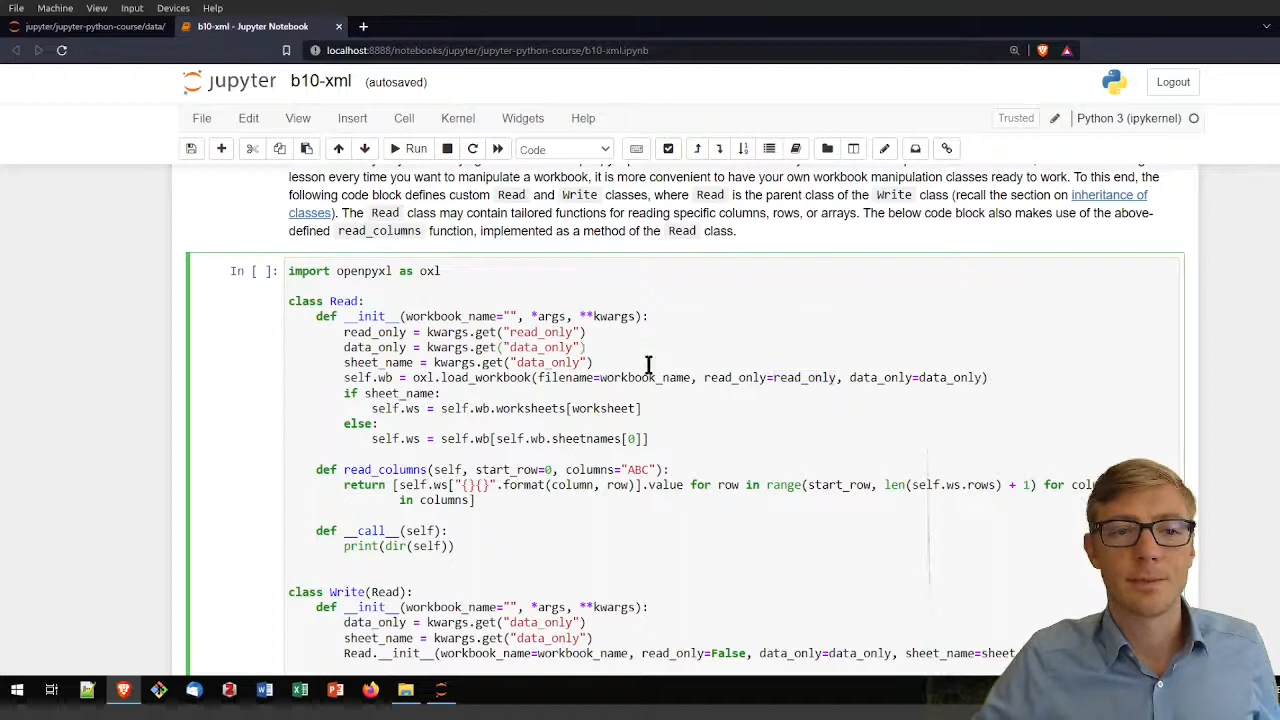 File Machine View Input Devices Help
jupyter/jupyter-python-course/data/ b10-xml - Jupyter Notebook
localhost:8888/notebooks/jupyter/jupyter-python-course/b10-xml.ipynb
jupyter b10-xml (autosaved) Logout
File Edit View Insert Cell Kernel Widgets Help Trusted Python 3 (ipykernel)
Run Code
lesson every time you want to manipulate a workbook, it is more convenient to have your own workbook manipulation classes ready to work. To this end, the
following code block defines custom Read and Write classes, where Read is the parent class of the Write class (recall the section on inheritance of
classes). The Read class may contain tailored functions for reading specific columns, rows, or arrays. The below code block also makes use of the above-
defined read_columns function, implemented as a method of the Read class.
In [ ]: import openpyxl as oxl
class Read:
def __init__(workbook_name="", *args, **kwargs):
read_only = kwargs.get("read_only")
data_only = kwargs.get("data_only")
sheet_name = kwargs.get("data_only")
self.wb = oxl.load_workbook(filename=workbook_name, read_only=read_only, data_only=data_only)
if sheet_name:
self.ws = self.wb.worksheets[worksheet]
else:
self.ws = self.wb[self.wb.sheetnames[0]]
def read_columns(self, start_row=0, columns="ABC"):
return [self.ws["{}{}".format(column, row)].value for row in range(start_row, len(self.ws.rows) + 1) for
in columns]
def __call__(self):
print(dir(self))
class Write(Read):
def __init__(workbook_name="", *args, **kwargs):
data_only = kwargs.get("data_only")
sheet_name = kwargs.get("data_only")
Read.__init__(workbook_name=workbook_name, read_only=False, data_only=data_only,